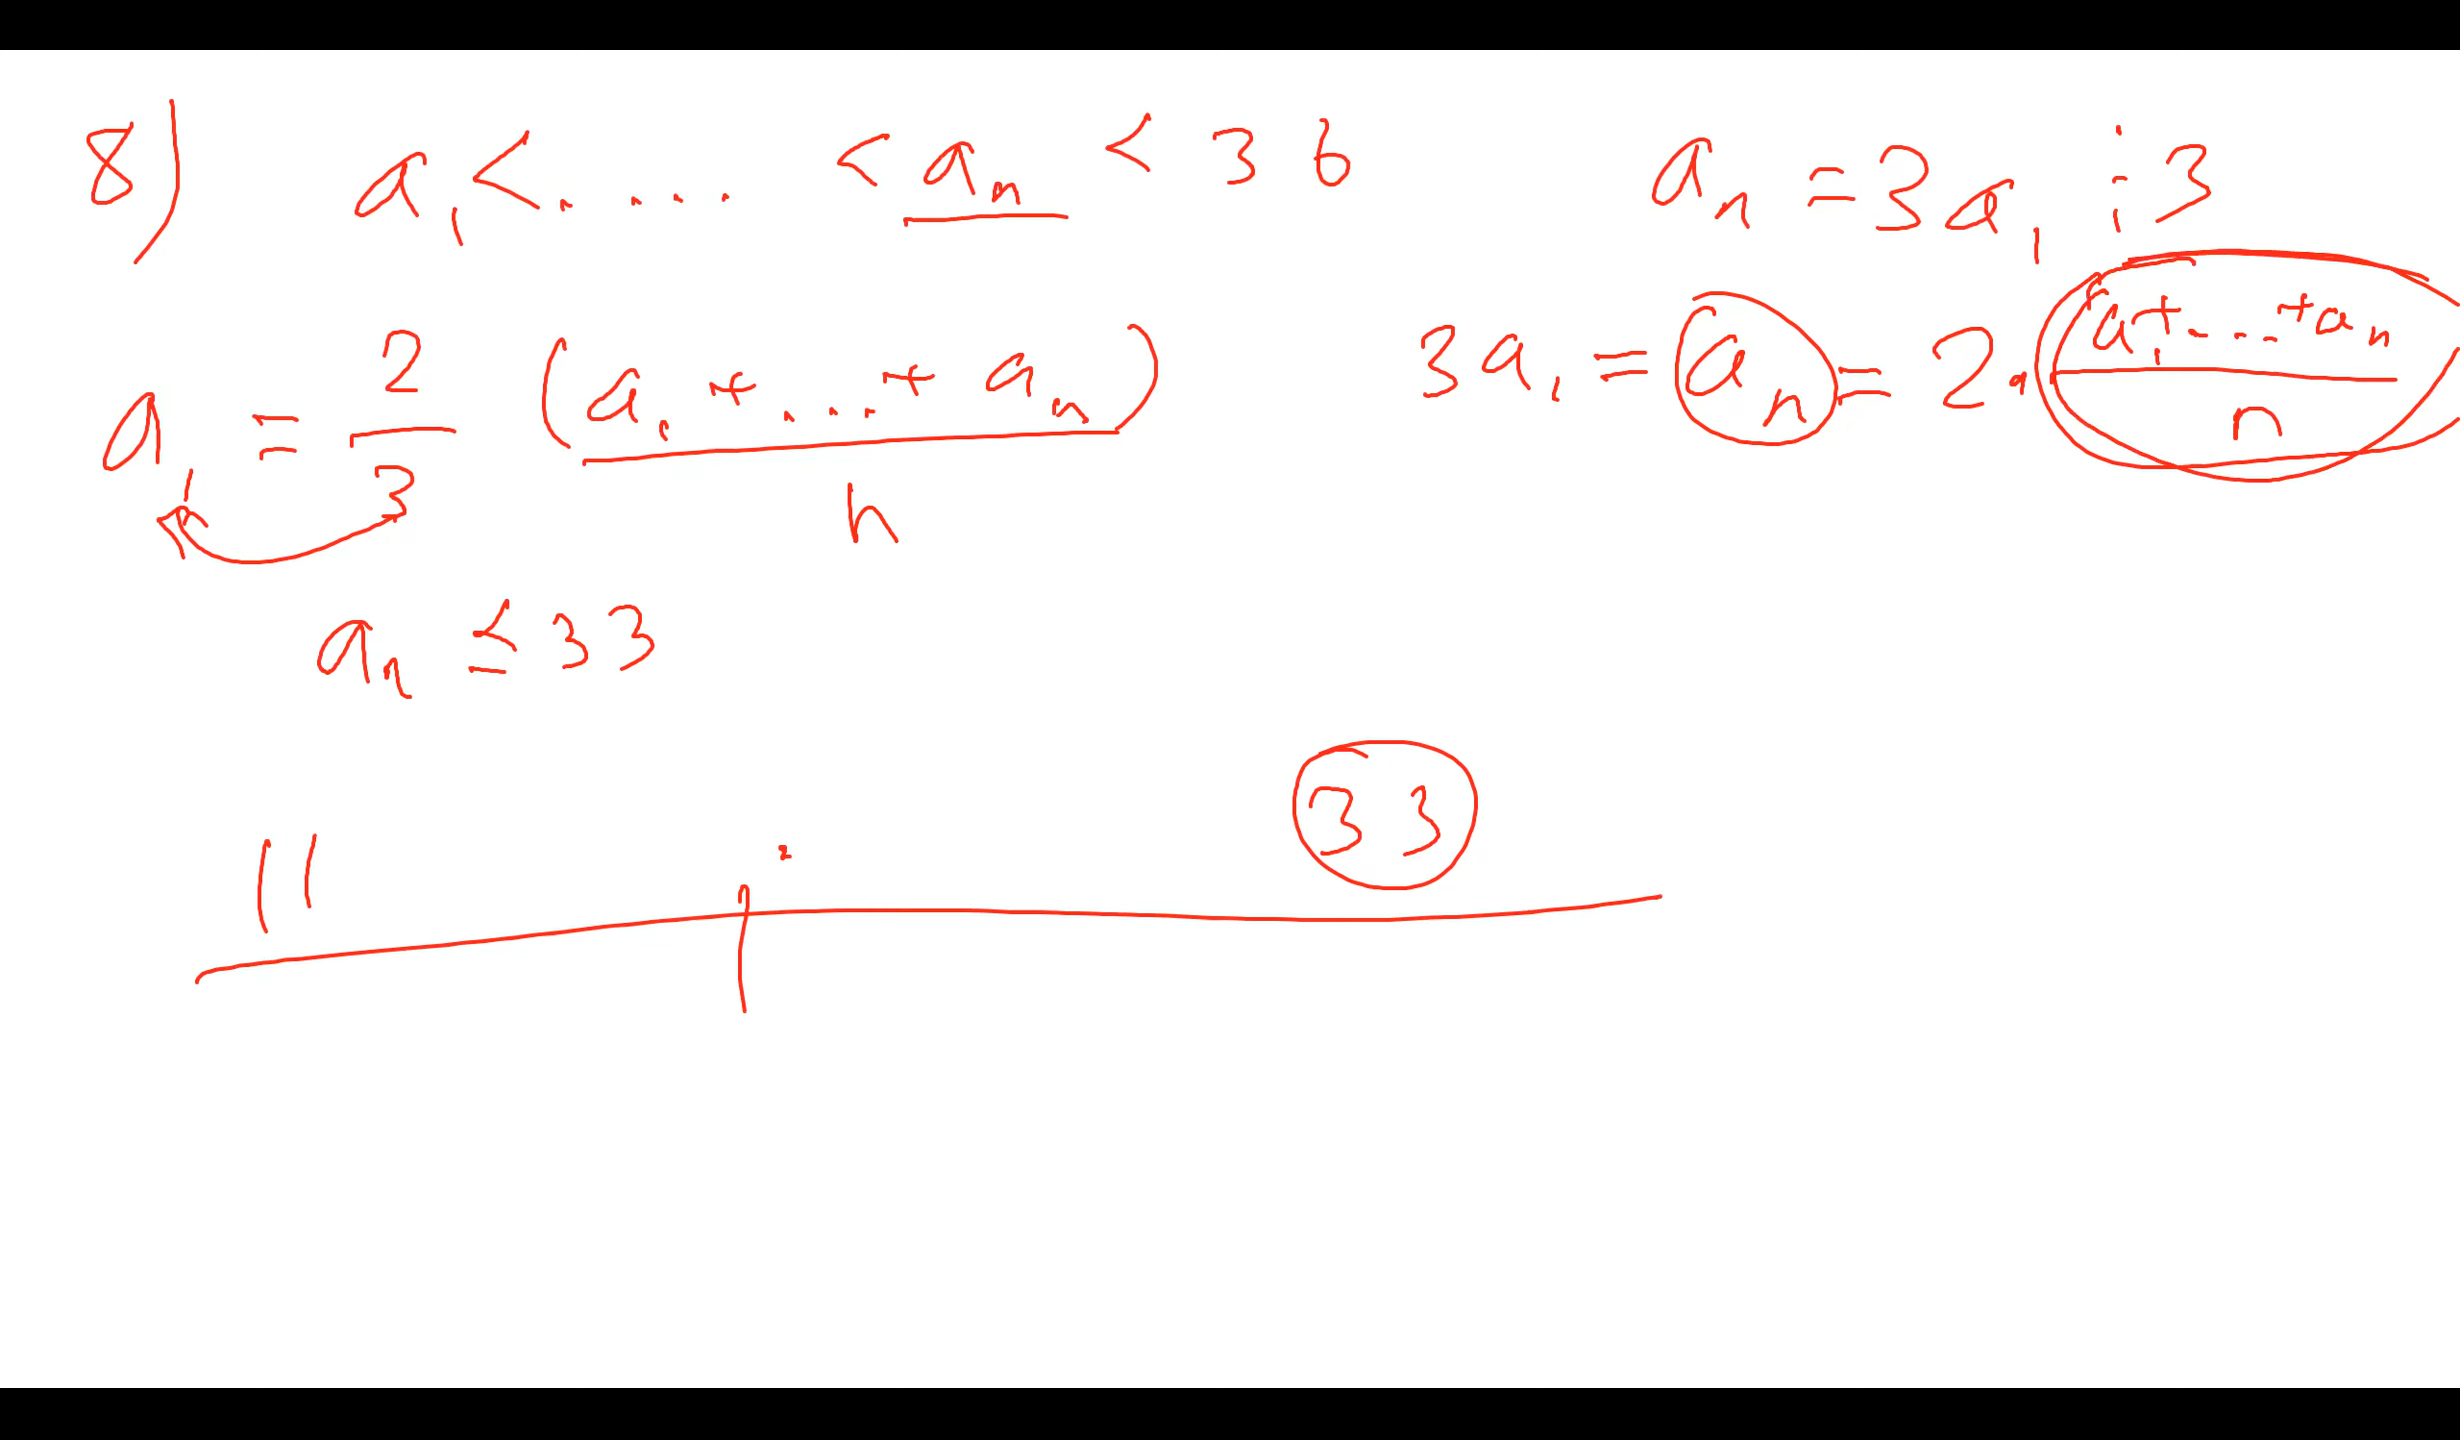 8) a₁ < .... < aₙ < 36
aₙ = 3a₁ ⋮ 3
a₁ = 2/3 (a₁ + .... + aₙ)/n
3a₁ = aₙ = 2 · (a₁ + ... + aₙ)/n
aₙ ≤ 33
11 33